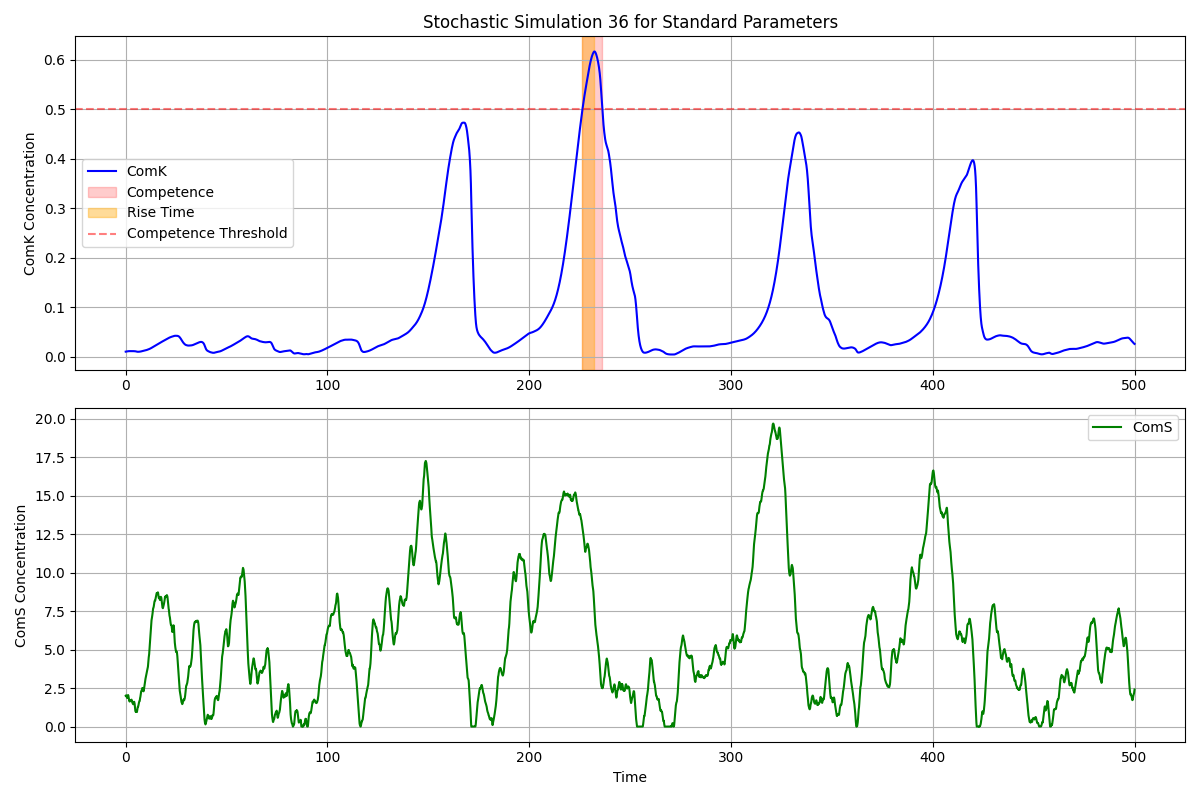 Stochastic Simulation 36 for Standard Parameters
ComK Concentration
0.6
0.5
0.4
0.3
0.2
0.1
0.0
ComK
Competence
Rise Time
Competence Threshold
0 100 200 300 400 500
ComS Concentration
20.0
17.5
15.0
12.5
10.0
7.5
5.0
2.5
0.0
ComS
0 100 200 300 400 500
Time